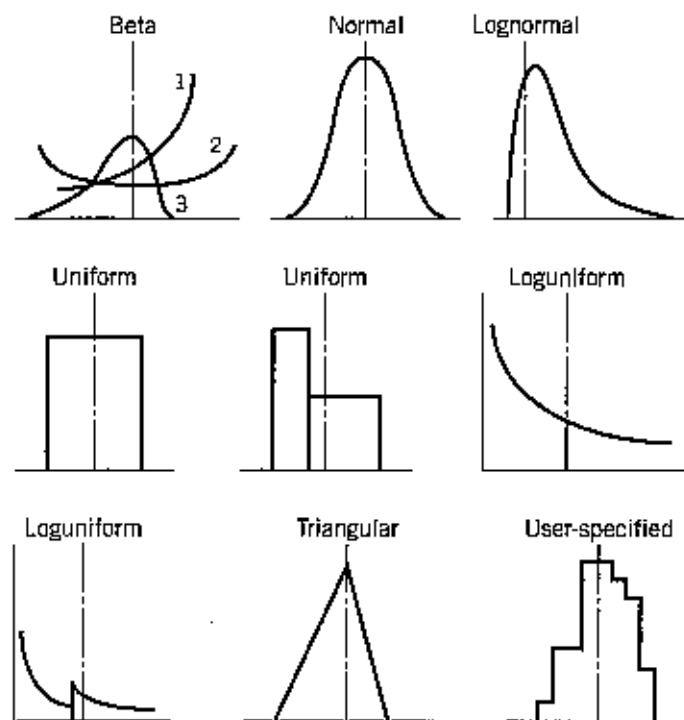 Beta
Normal
Lognormal
1
2
3
Uniform
Uniform
Loguniform
Loguniform
Triangular
User-specified